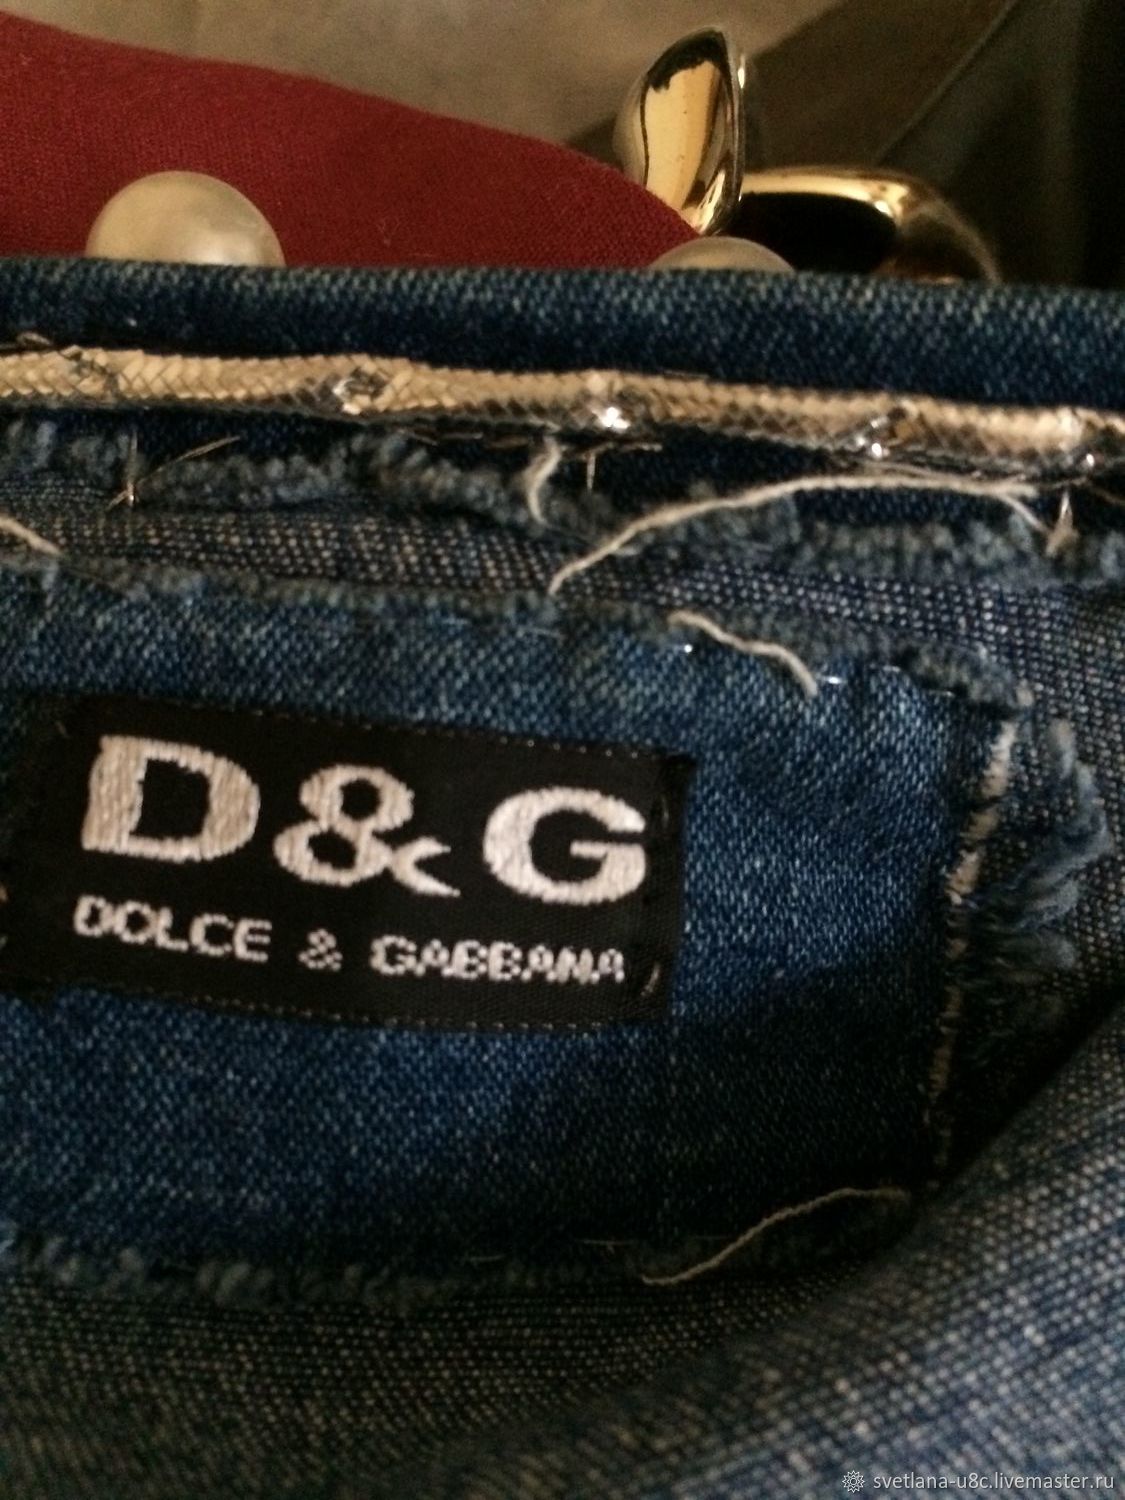 D&G
DOLCE & GABBANA
svetlana-u8c.livemaster.ru